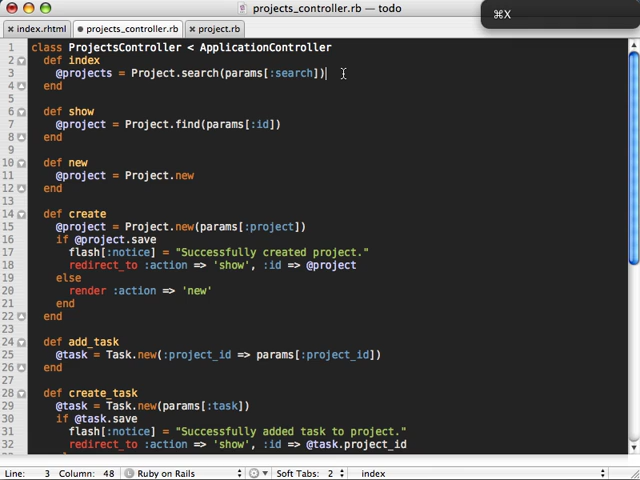 projects_controller.rb — todo
⌘X
index.rhtml
projects_controller.rb
project.rb
1 class ProjectsController < ApplicationController
2 def index
3 @projects = Project.search(params[:search])
4 end
5
6 def show
7 @project = Project.find(params[:id])
8 end
9
10 def new
11 @project = Project.new
12 end
13
14 def create
15 @project = Project.new(params[:project])
16 if @project.save
17 flash[:notice] = "Successfully created project."
18 redirect_to :action => 'show', :id => @project
19 else
20 render :action => 'new'
21 end
22 end
23
24 def add_task
25 @task = Task.new(:project_id => params[:project_id])
26 end
27
28 def create_task
29 @task = Task.new(params[:task])
30 if @task.save
31 flash[:notice] = "Successfully added task to project."
32 redirect_to :action => 'show', :id => @task.project_id
Line: 3 Column: 48 Ruby on Rails Soft Tabs: 2 index